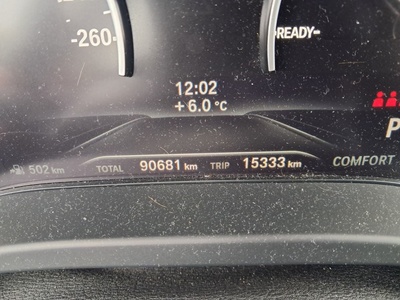 -260-
READY-
12:02
+6.0 °C
P
502 km TOTAL 90681 km TRIP 15333 km COMFORT